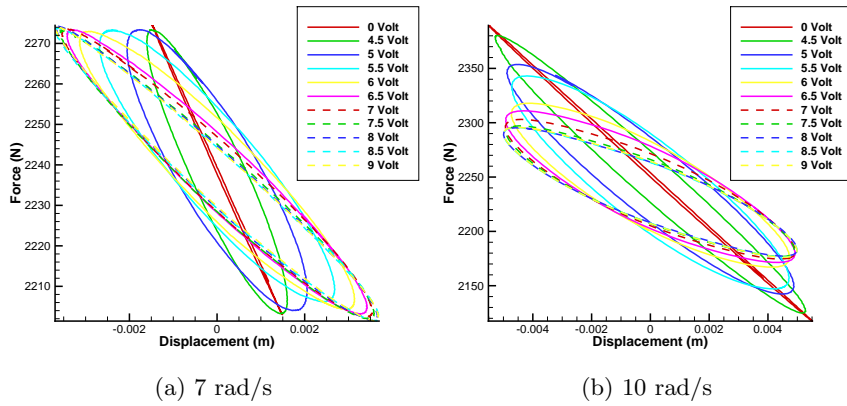 Force (N)
2270
2260
2250
2240
2230
2220
2210
-0.002
0
0.002
Displacement (m)
0 Volt
4.5 Volt
5 Volt
5.5 Volt
6 Volt
6.5 Volt
7 Volt
7.5 Volt
8 Volt
8.5 Volt
9 Volt
(a) 7 rad/s
Force (N)
2350
2300
2250
2200
2150
-0.004
-0.002
0
0.002
0.004
Displacement (m)
0 Volt
4.5 Volt
5 Volt
5.5 Volt
6 Volt
6.5 Volt
7 Volt
7.5 Volt
8 Volt
8.5 Volt
9 Volt
(b) 10 rad/s